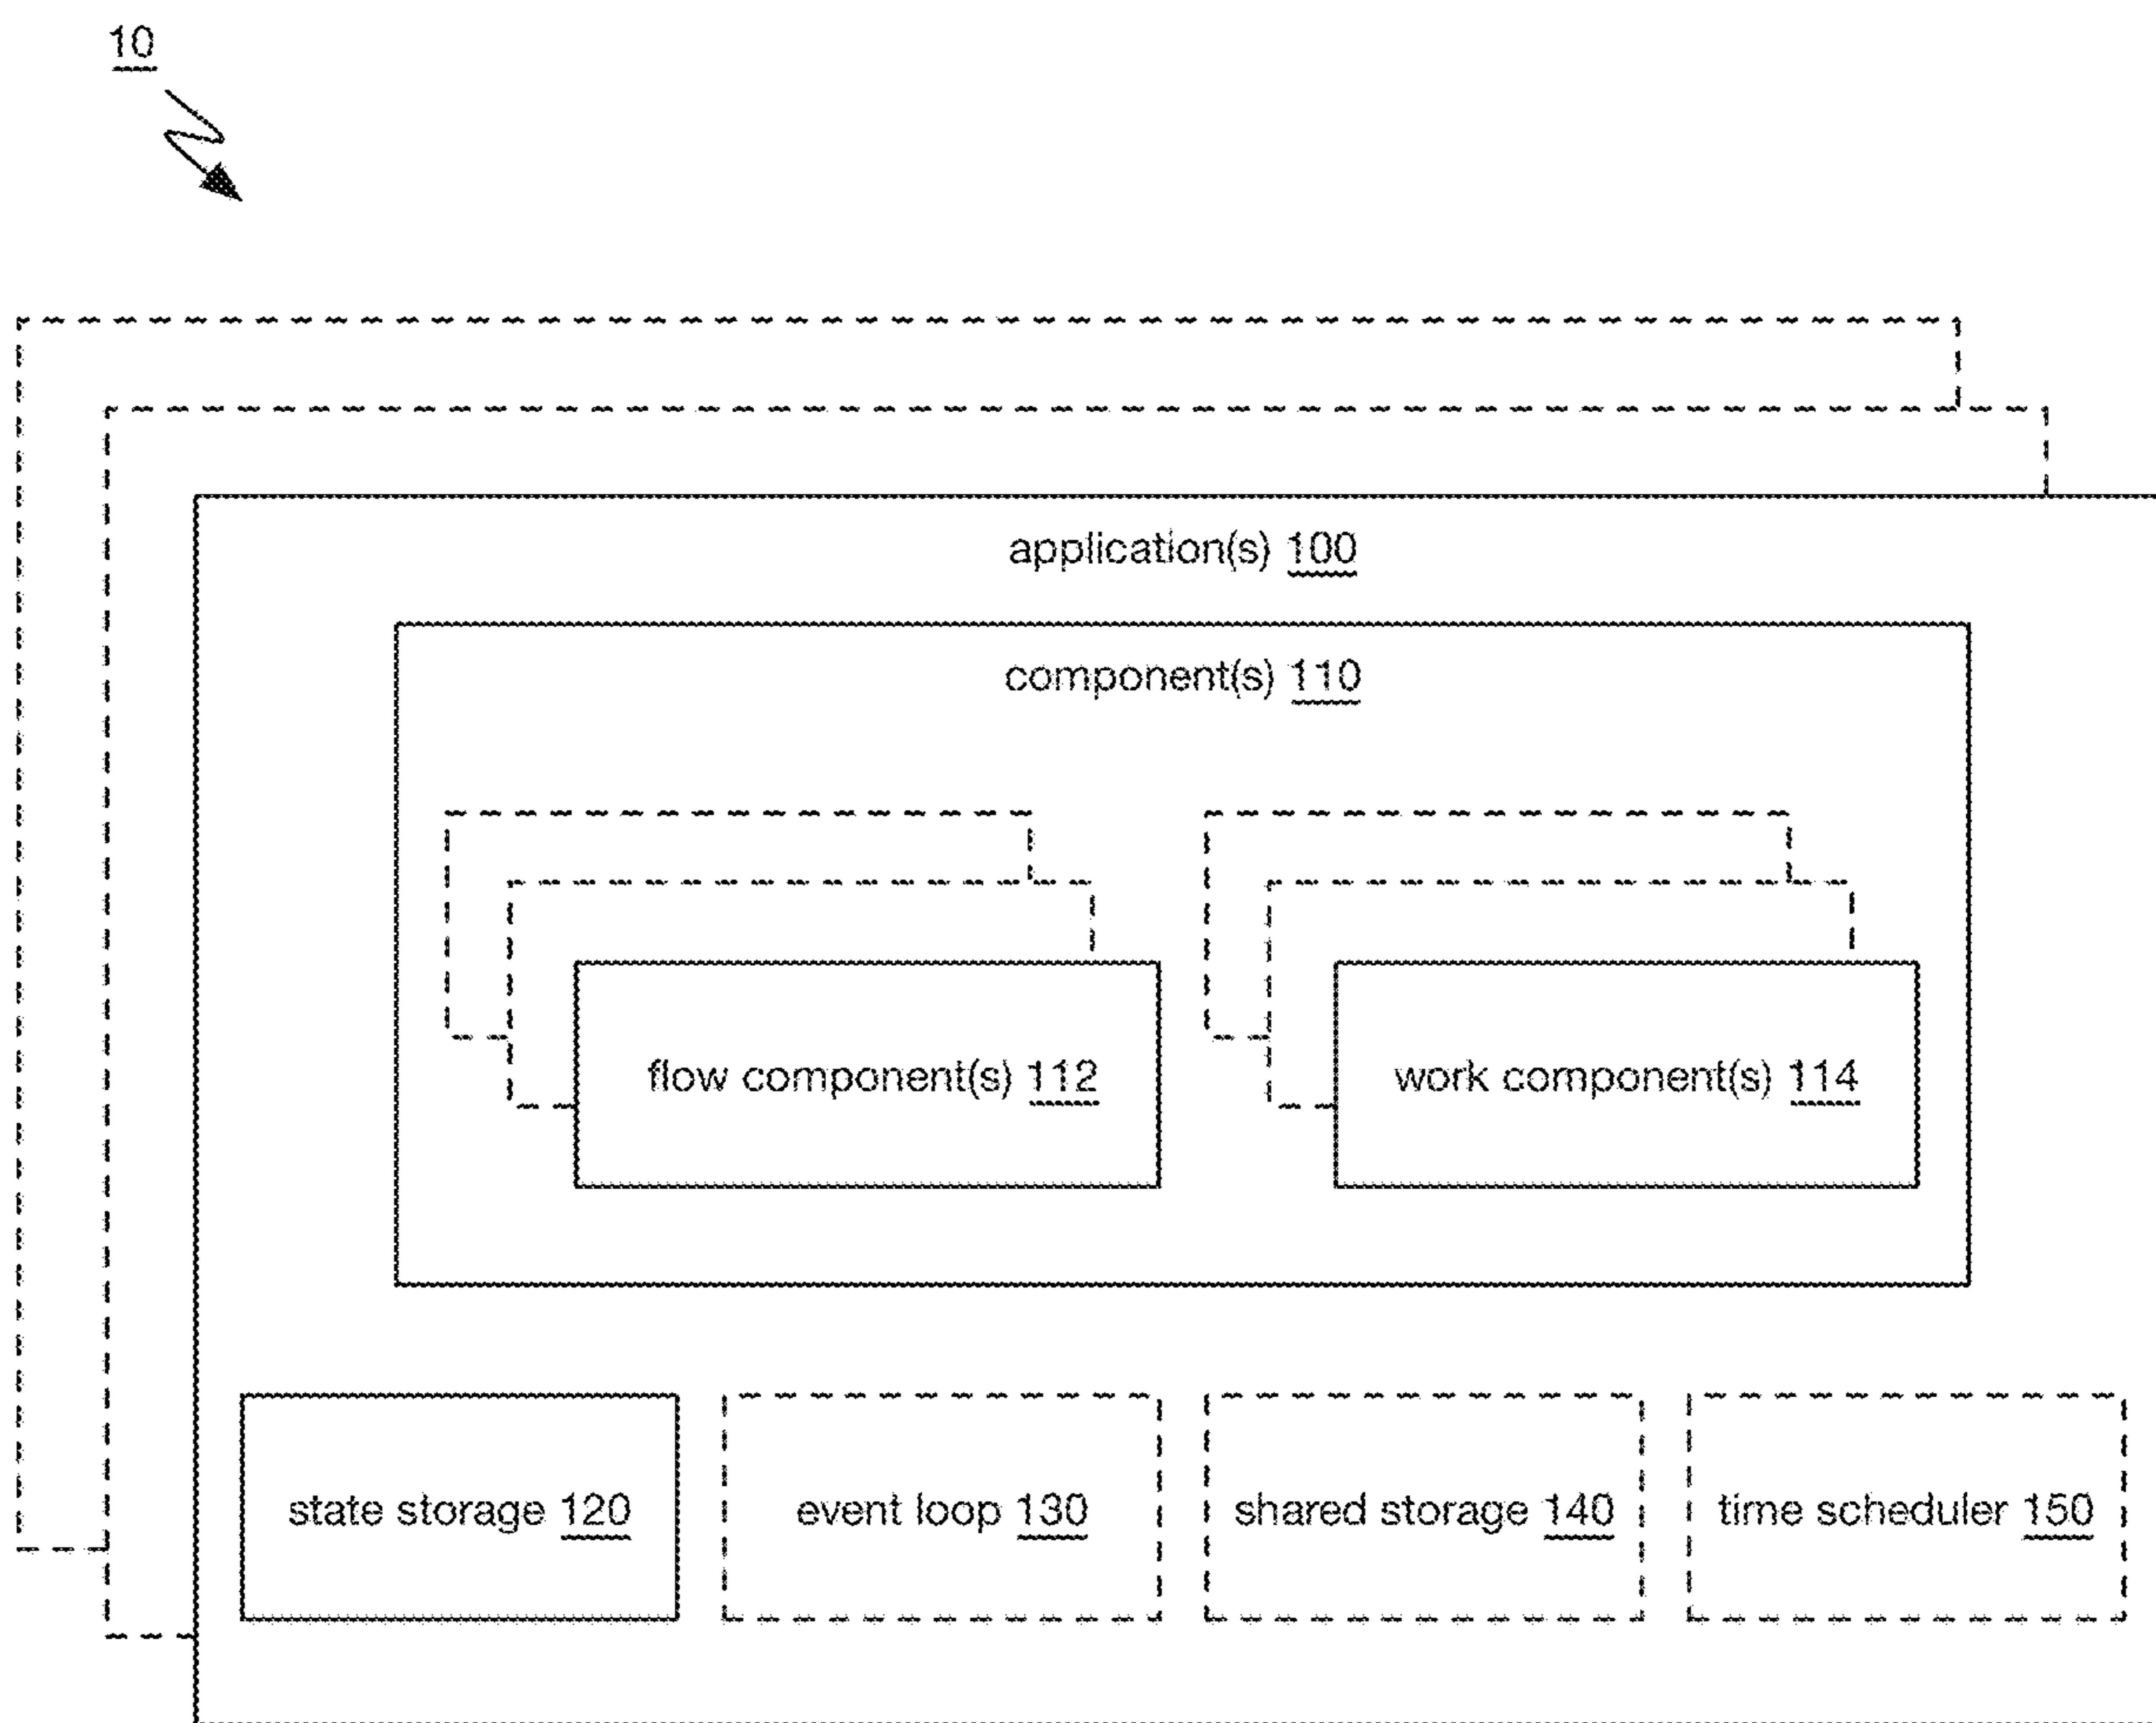 10
application(s) 100
component(s) 110
flow component(s) 112
work component(s) 114
state storage 120
event loop 130
shared storage 140
time scheduler 150